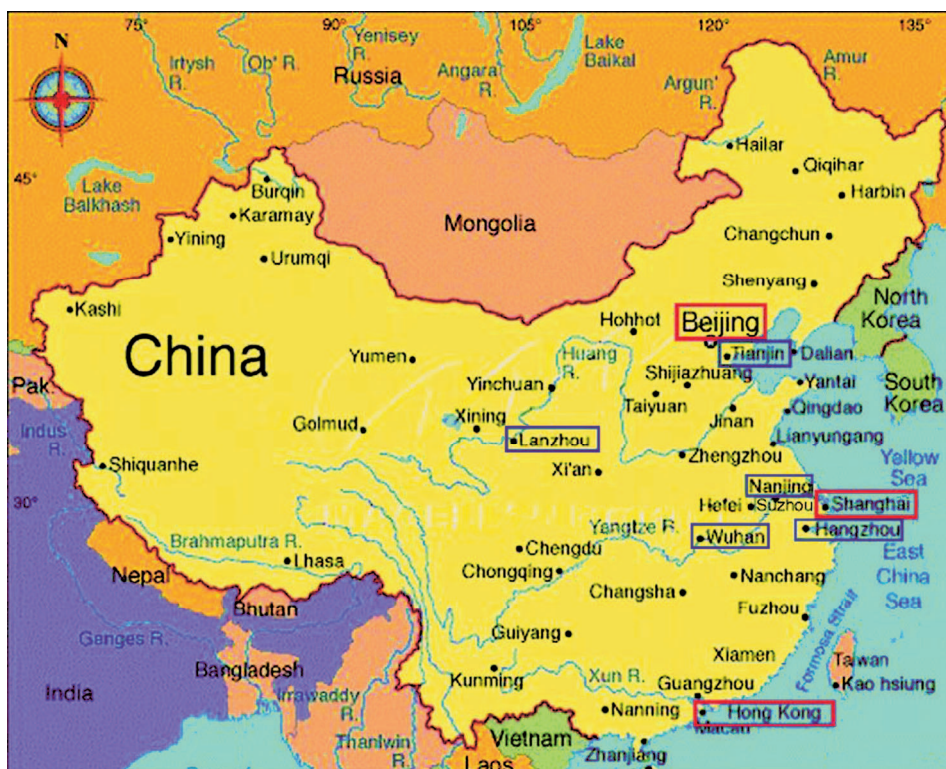 75°
90°
105°
120°
135°
N
Irtysh
R.
Ob' R.
Yenisey
R.
Russia
Angara
R.
Lake
Baikal
Argun'
R.
Amur
R.
45°
Lake
Balkhash
Burqin
Karamay
Yining
Urumqi
Kashi
Mongolia
Hailar
Qiqihar
Harbin
Changchun
Shenyang
North
Korea
South
Korea
China
Hohhot
Beijing
Tianjin
Dalian
Yumen
Huang
R.
Shijiazhuang
Yantai
Yinchuan
Taiyuan
Jinan
Qingdao
Pak.
Golmud
Xining
Lanzhou
Lianyungang
Indus
R.
Shiquanhe
Xi'an
Zhengzhou
Yellow
Sea
30°
Nanjing
Hefei
Suzhou
Shanghai
Yangtze R.
Wuhan
Hangzhou
Brahmaputra R.
Lhasa
Chengdu
Chongqing
East
China
Sea
Nepal
Bhutan
Changsha
Nanchang
Fuzhou
Ganges R.
Guiyang
Formosa Strait
Bangladesh
Xiamen
Taiwan
Kao hsiung
India
Irrawaddy
R.
Kunming
Xun R.
Guangzhou
Nanning
Hong Kong
Macau
Thanlwin
R.
Vietnam
Laos
Zhanjiang